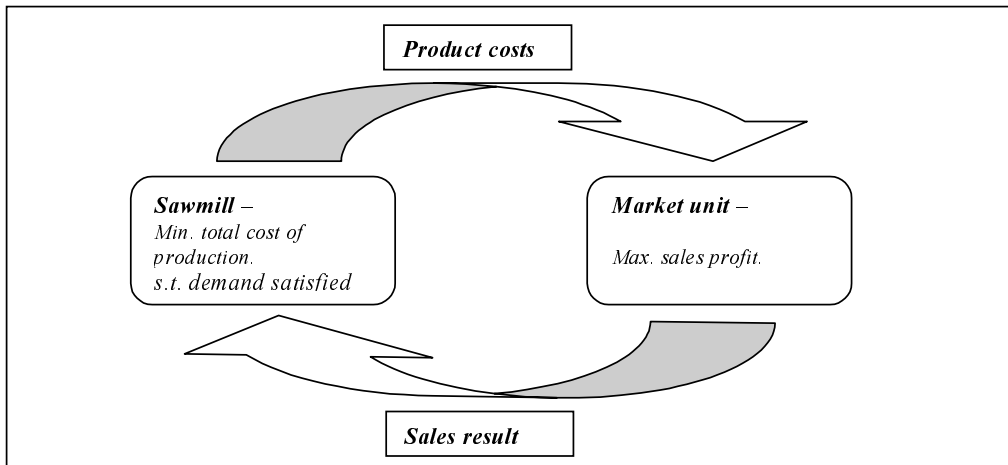 Product costs
Sawmill –
Min. total cost of
production.
s.t. demand satisfied
Market unit –
Max. sales profit.
Sales result